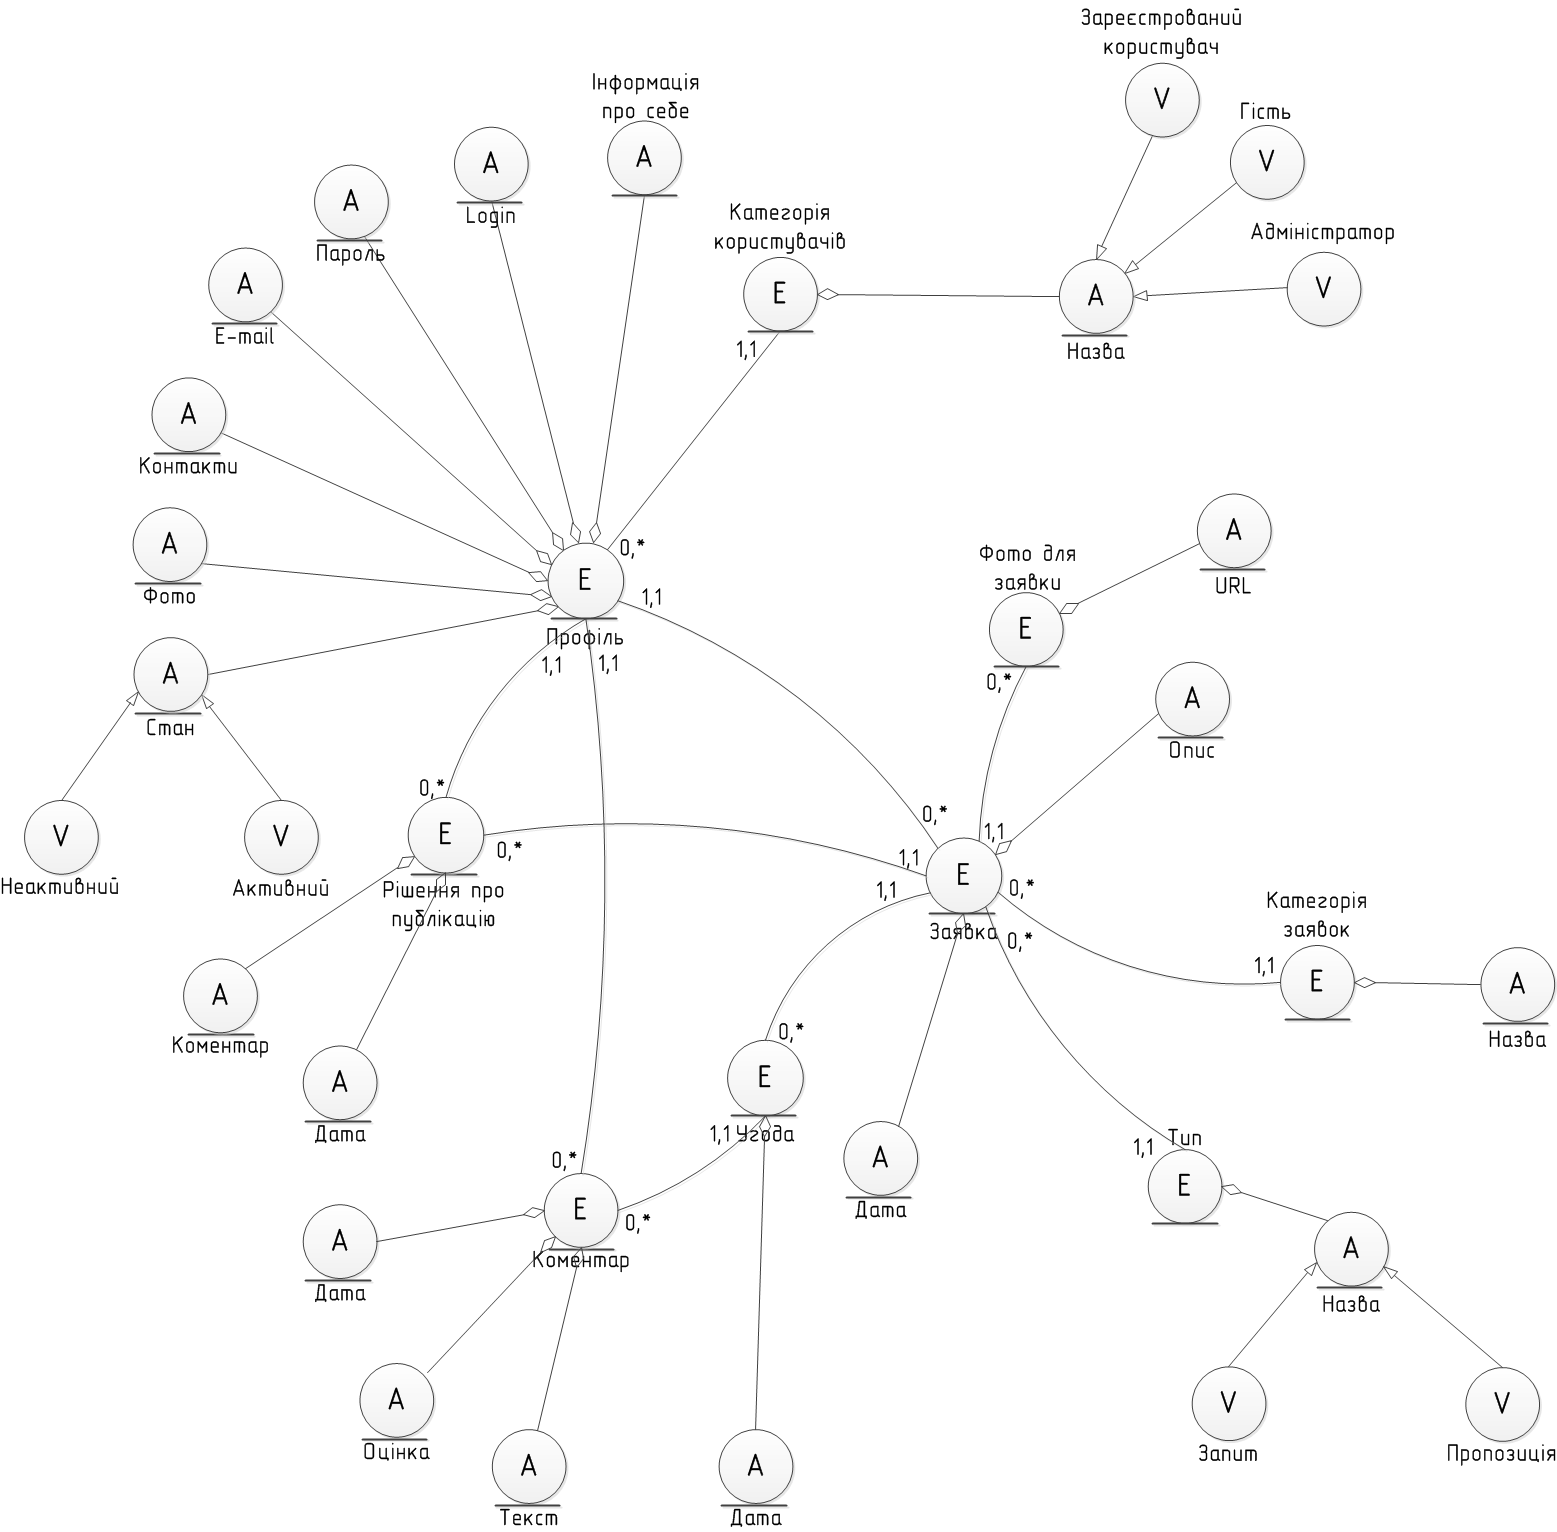 Зареєстрований
користувач
V
Гість
V
Адміністратор
V
Інформація
про себе
A
A
Login
A
Пароль
A
E-mail
Категорія
користувачів
E
1,1
A
Назва
A
Контакти
A
Фото
0,*
E
Профіль
1,1
1,1
1,1
A
Стан
V
Неактивний
V
Активний
Фото для
заявки
E
0,*
A
URL
A
Опис
0,*
E
0,*
Рішення про
публікацію
0,*
1,1
1,1
1,1
E
Заявка
0,*
0,*
Категорія
заявок
1,1
E
A
Назва
A
Коментар
A
Дата
0,*
E
1,1
Угода
A
Дата
1,1
Тип
E
A
Назва
V
Запит
V
Пропозиція
0,*
E
0,*
Коментар
A
Дата
A
Оцінка
A
Текст
A
Дата